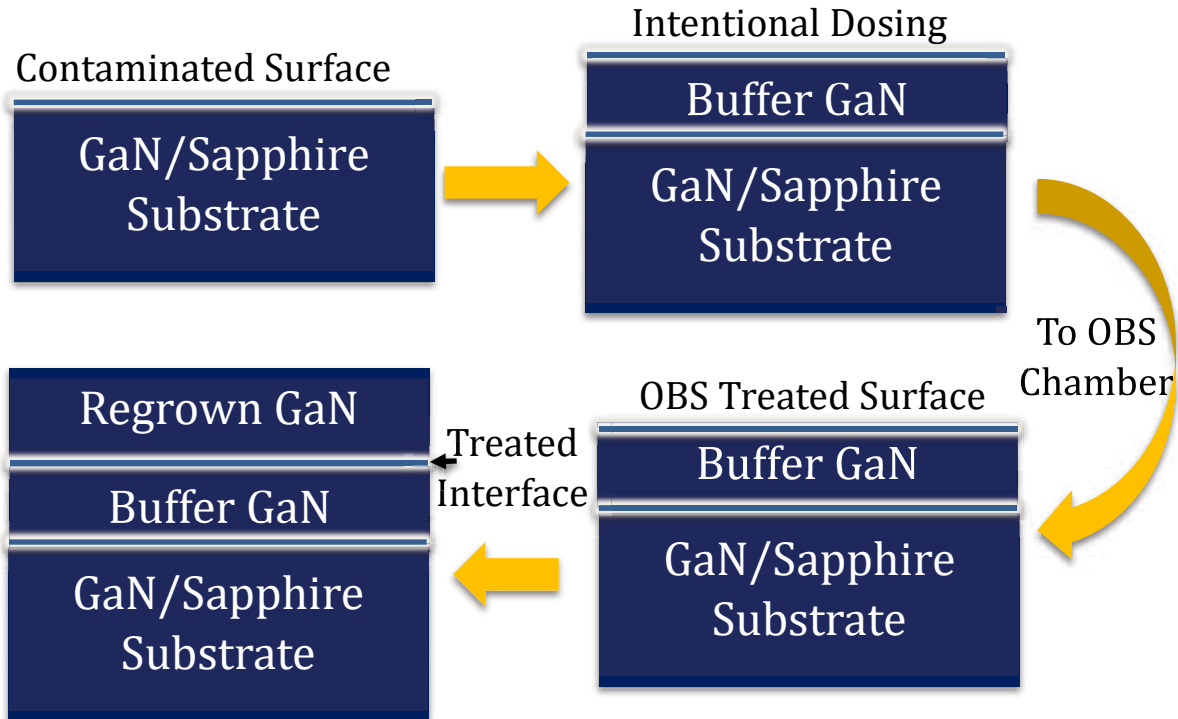 Contaminated Surface
GaN/Sapphire
Substrate
Intentional Dosing
Buffer GaN
GaN/Sapphire
Substrate
To OBS
Chamber
OBS Treated Surface
Buffer GaN
GaN/Sapphire
Substrate
Treated
Interface
Regrown GaN
Buffer GaN
GaN/Sapphire
Substrate